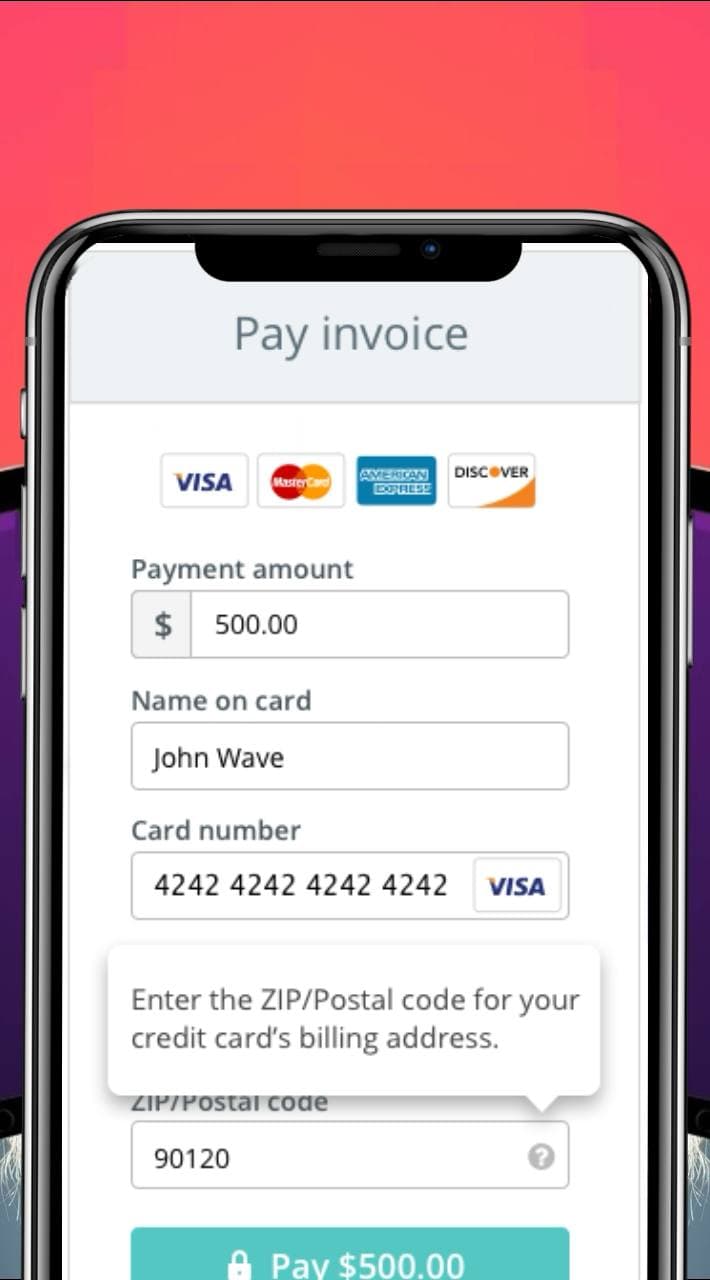 Pay invoice
VISA MasterCard AMERICAN EXPRESS DISCOVER
Payment amount
$ 500.00
Name on card
John Wave
Card number
4242 4242 4242 4242 VISA
Enter the ZIP/Postal code for your
credit card's billing address.
ZIP/Postal code
90120 ?
Pay $500.00